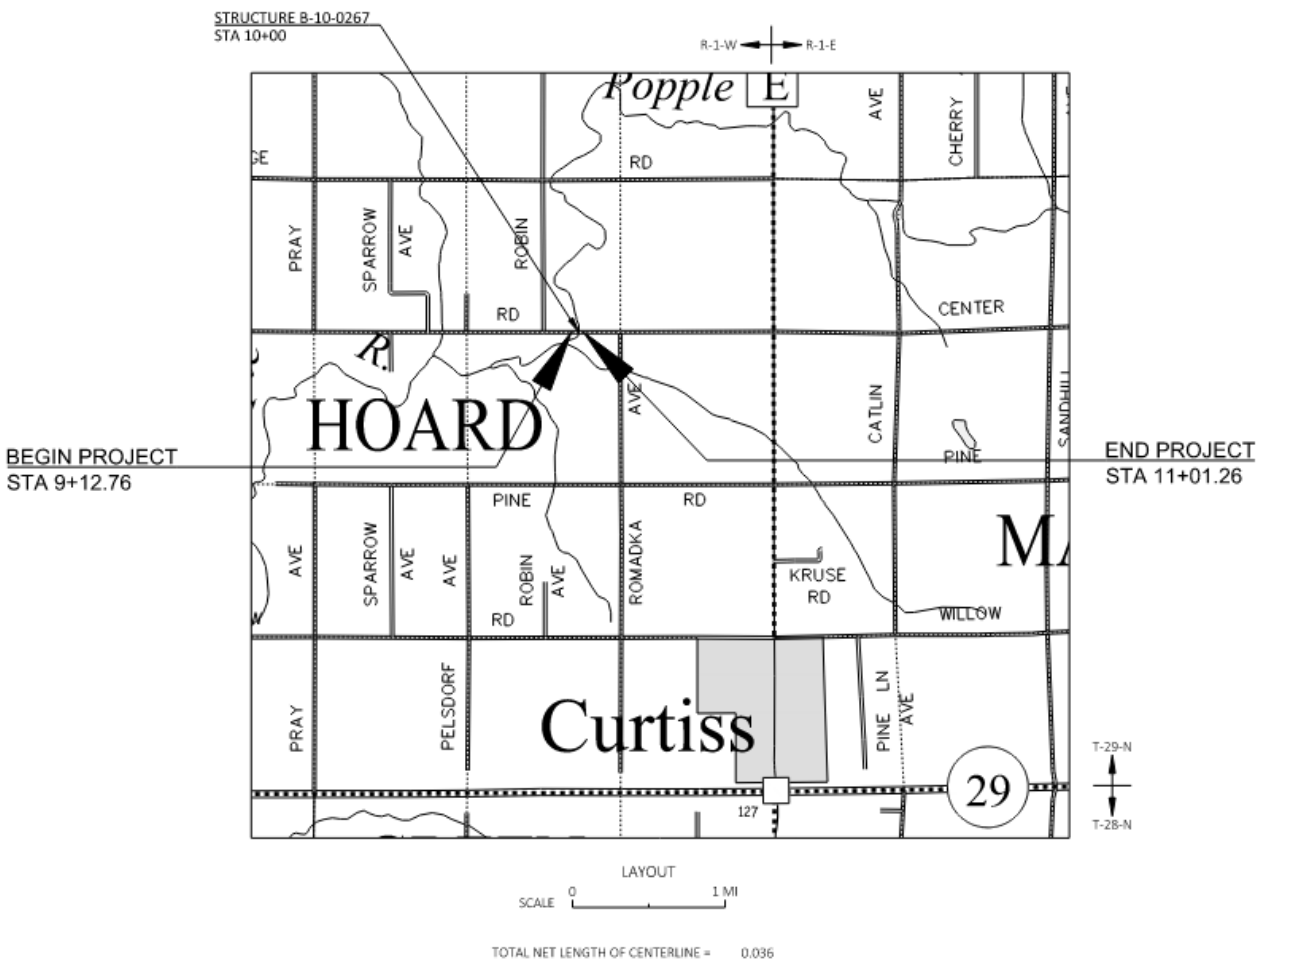 STRUCTURE B-10-0267
STA 10+00
R-1-W
R-1-E
Popple
E
AVE
CHERRY
RD
PRAY
SPARROW
AVE
ROBIN
RD
CENTER
R.
HOARD
AVE
CATLIN
SANDHILL
PINE
BEGIN PROJECT
STA 9+12.76
END PROJECT
STA 11+01.26
PINE
RD
AVE
SPARROW
AVE
AVE
ROBIN
AVE
ROMADKA
KRUSE
RD
RD
WILLOW
PRAY
PELSDORF
Curtiss
PINE LN
AVE
29
127
T-29-N
T-28-N
LAYOUT
SCALE
0
1 MI
TOTAL NET LENGTH OF CENTERLINE = 0.036